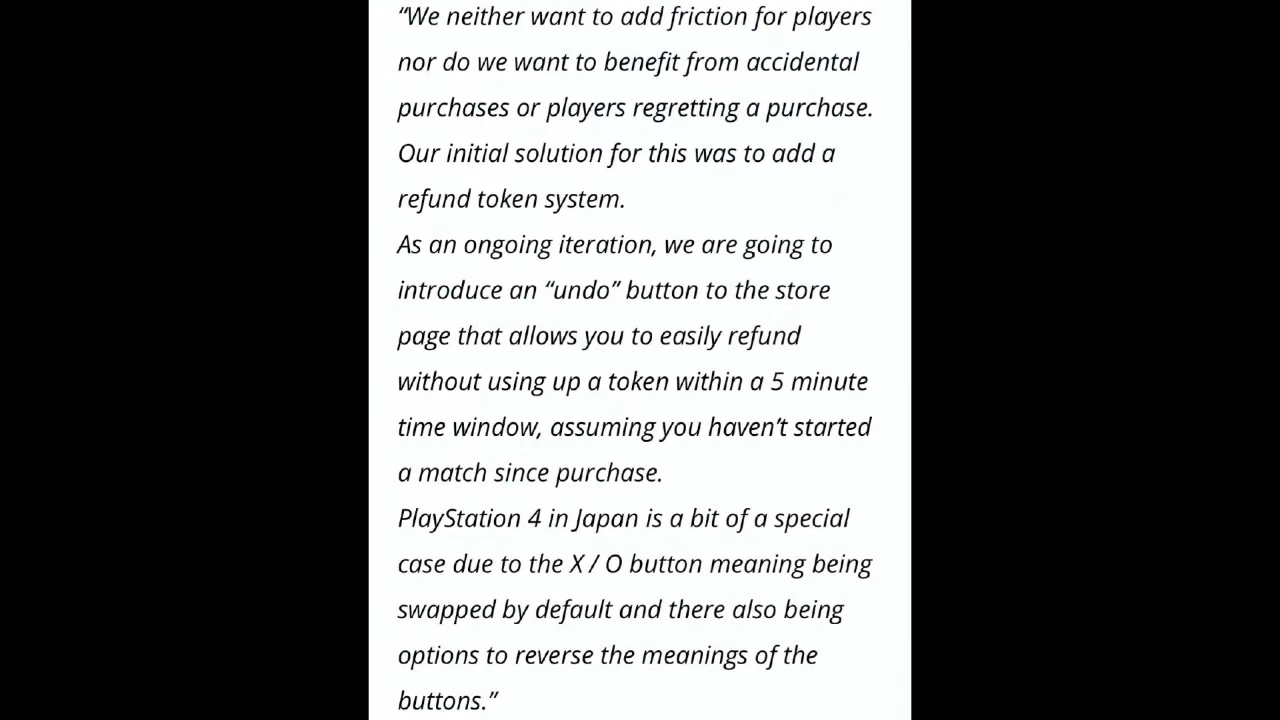 “We neither want to add friction for players
nor do we want to benefit from accidental
purchases or players regretting a purchase.
Our initial solution for this was to add a
refund token system.
As an ongoing iteration, we are going to
introduce an “undo” button to the store
page that allows you to easily refund
without using up a token within a 5 minute
time window, assuming you haven’t started
a match since purchase.
PlayStation 4 in Japan is a bit of a special
case due to the X / O button meaning being
swapped by default and there also being
options to reverse the meanings of the
buttons.”